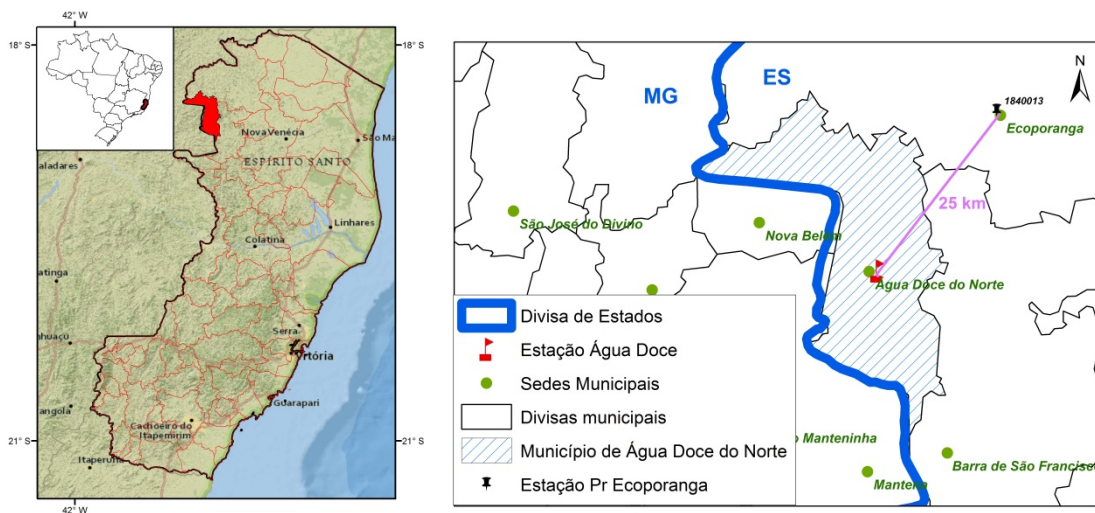 42° W
18° S
18° S
Nova Venécia
São Ma
ESPÍRITO SANTO
aladares
Linhares
Colatina
atinga
Serra
nhuaçu
tória
Guarapari
angola
Cachoeiro do
Itapemirim
21° S
21° S
Itaperuna
42° W
MG
ES
N
1840013
Ecoporanga
25 km
São José do Divino
Nova Belém
Água Doce do Norte
Divisa de Estados
Estação Água Doce
Sedes Municipais
Divisas municipais
Município de Água Doce do Norte
Estação Pr Ecoporanga
o Manteninha
Mantena
Barra de São Francisc